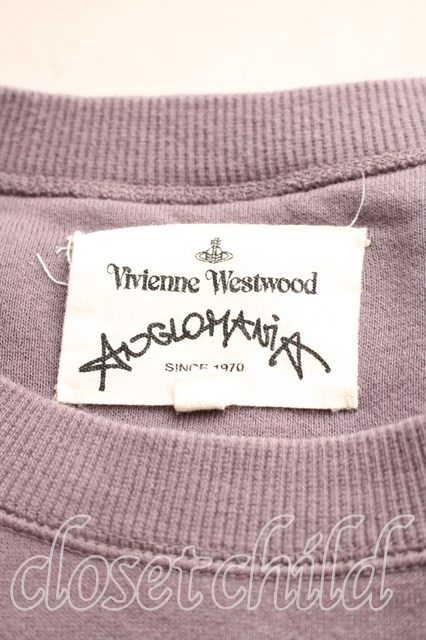 Vivienne Westwood
ANGLOMANIA
SINCE 1970
closet child